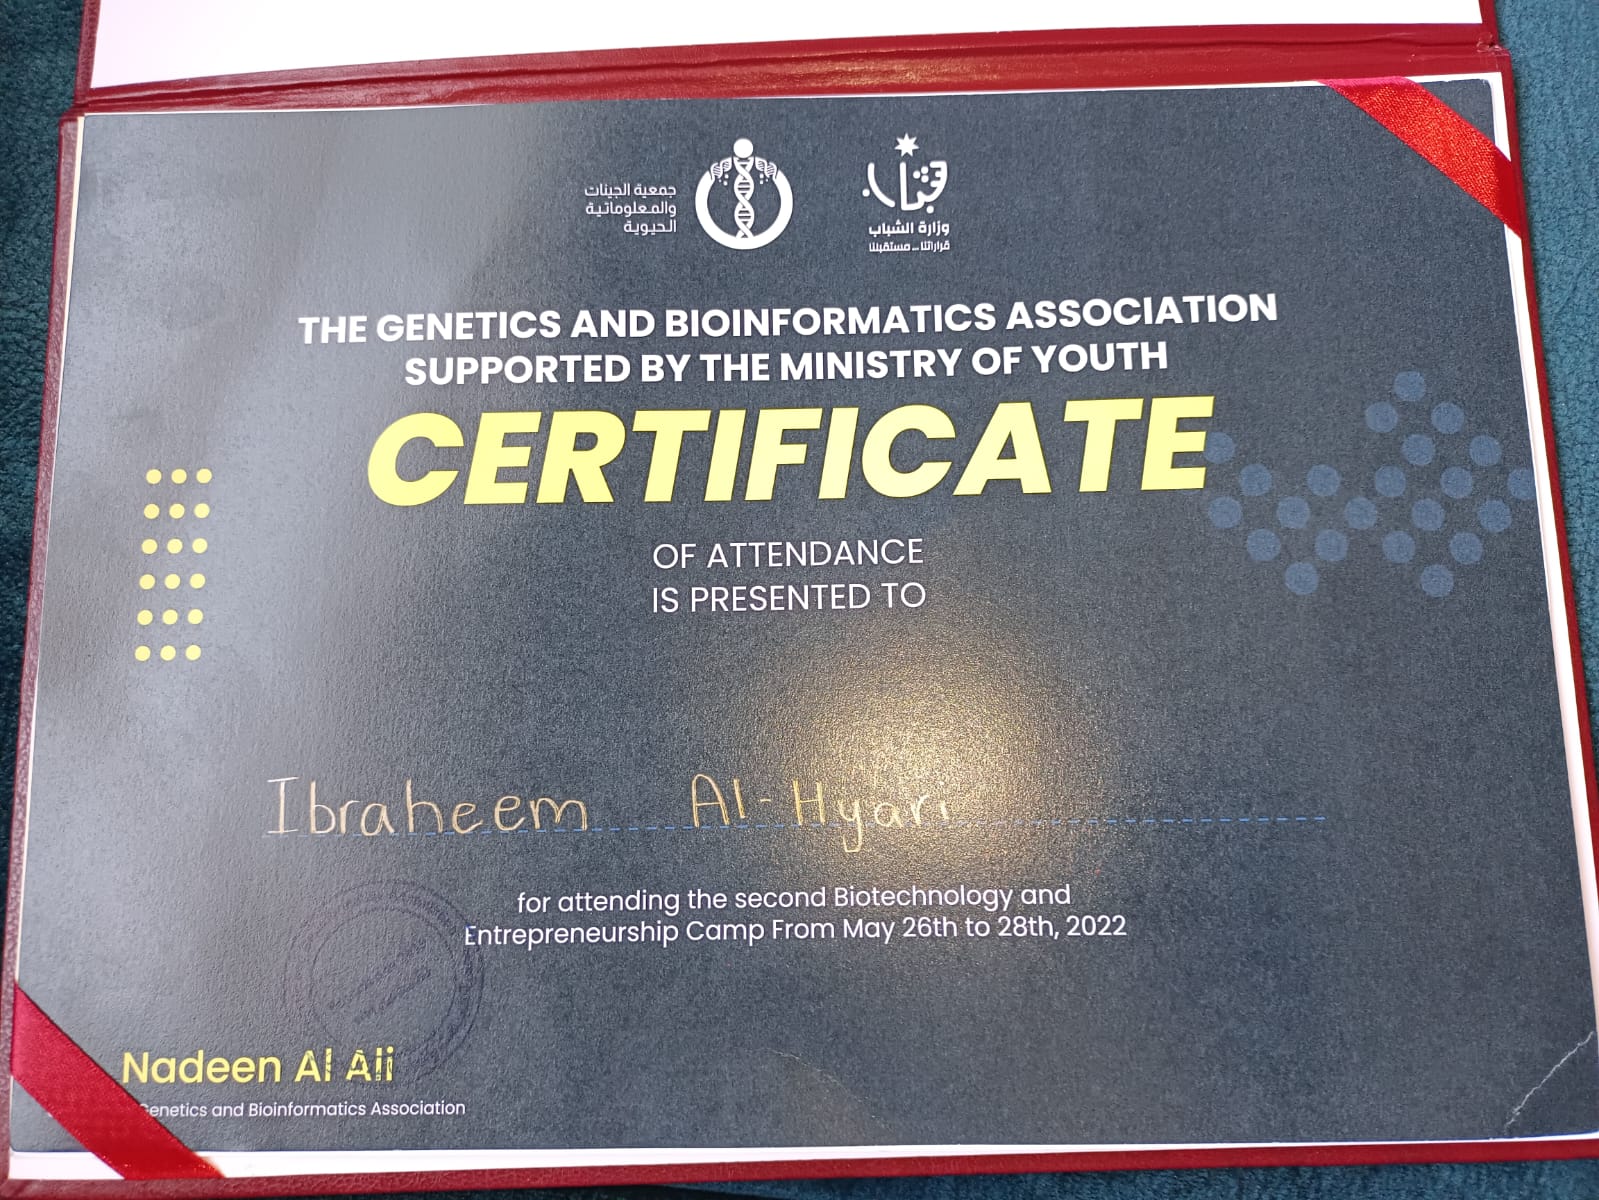 جمعية الجينات
والمعلوماتية
الحيوية
وزارة الشباب
قراراتنا - مستقبلنا
THE GENETICS AND BIOINFORMATICS ASSOCIATION
SUPPORTED BY THE MINISTRY OF YOUTH
CERTIFICATE
OF ATTENDANCE
IS PRESENTED TO
Ibraheem Al-Hyari
for attending the second Biotechnology and
Entrepreneurship Camp From May 26th to 28th, 2022
Nadeen Al Ali
Genetics and Bioinformatics Association